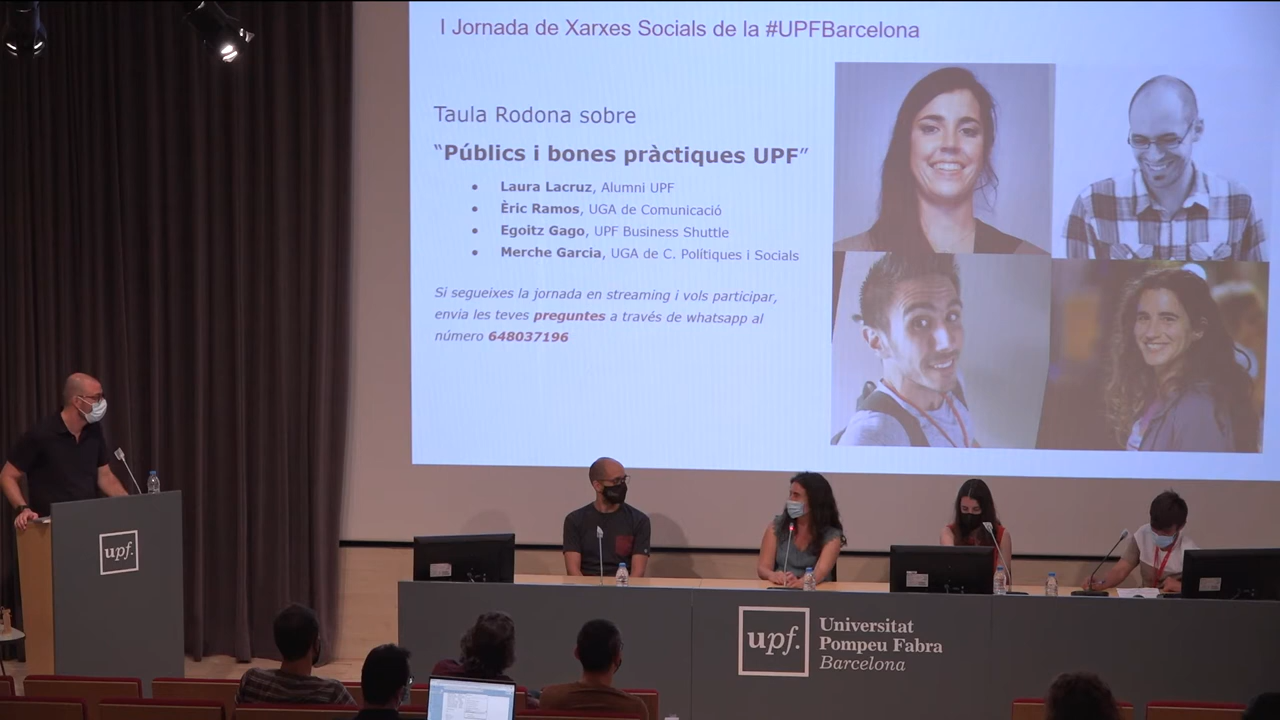 I Jornada de Xarxes Socials de la #UPFBarcelona
Taula Rodona sobre
“Públics i bones pràctiques UPF”
• Laura Lacruz, Alumni UPF
• Èric Ramos, UGA de Comunicació
• Egoitz Gago, UPF Business Shuttle
• Merche Garcia, UGA de C. Polítiques i Socials
Si segueixes la jornada en streaming i vols participar,
envia les teves preguntes a través de whatsapp al
número 648037196
upf.
upf.
Universitat
Pompeu Fabra
Barcelona